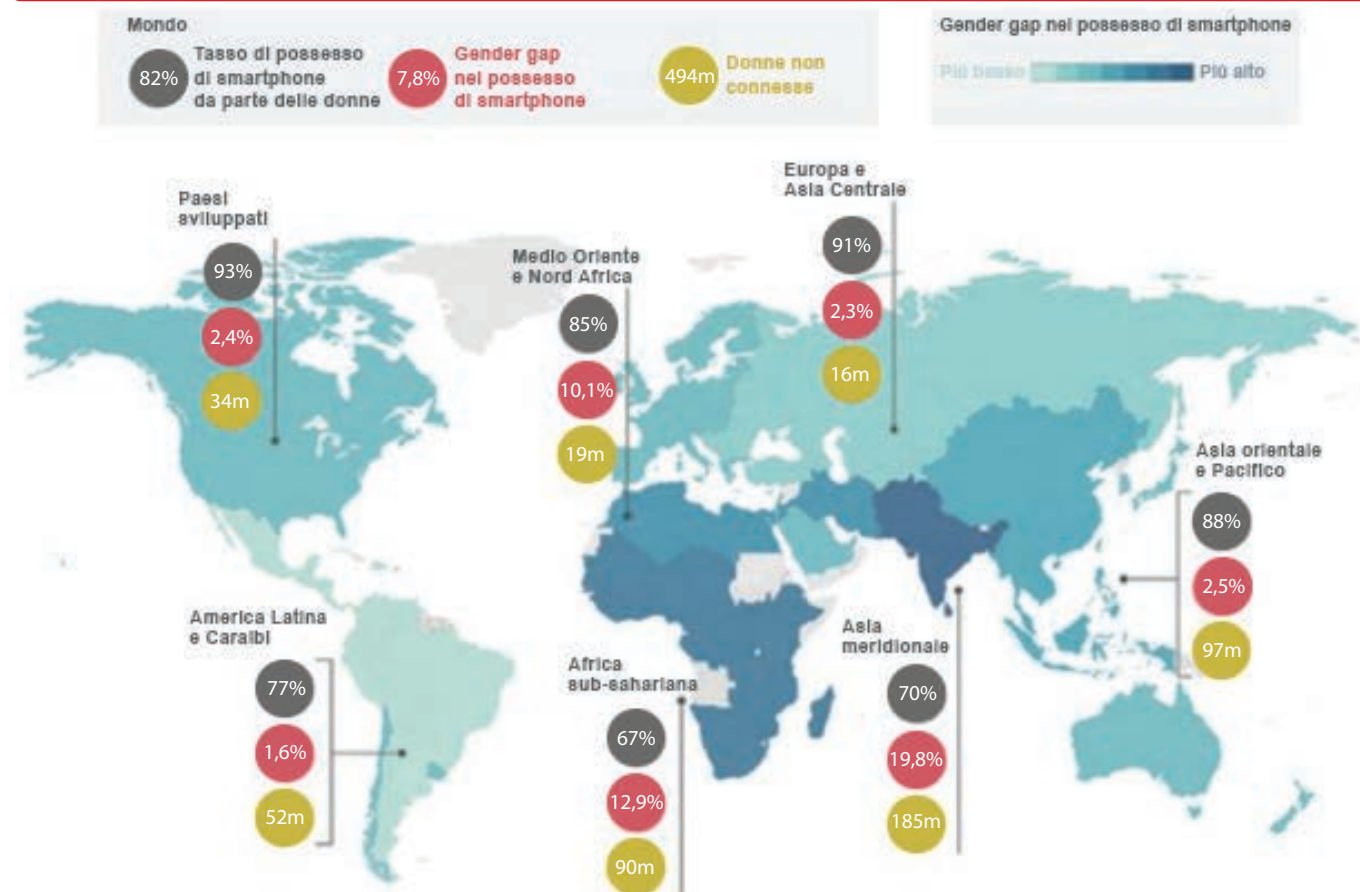 Mondo
82%
Tasso di possesso
di smartphone
da parte delle donne
7,8%
Gender gap
nel possesso
di smartphone
494m
Donne non
connesse
Gender gap nel possesso di smartphone
Più basso
Più alto
Paesi
sviluppati
93%
2,4%
34m
Medio Oriente
e Nord Africa
85%
10,1%
19m
Europa e
Asia Centrale
91%
2,3%
16m
Asia orientale
e Pacifico
88%
2,5%
97m
America Latina
e Caraibi
77%
1,6%
52m
Africa
sub-sahariana
67%
12,9%
90m
Asia
meridionale
70%
19,8%
185m